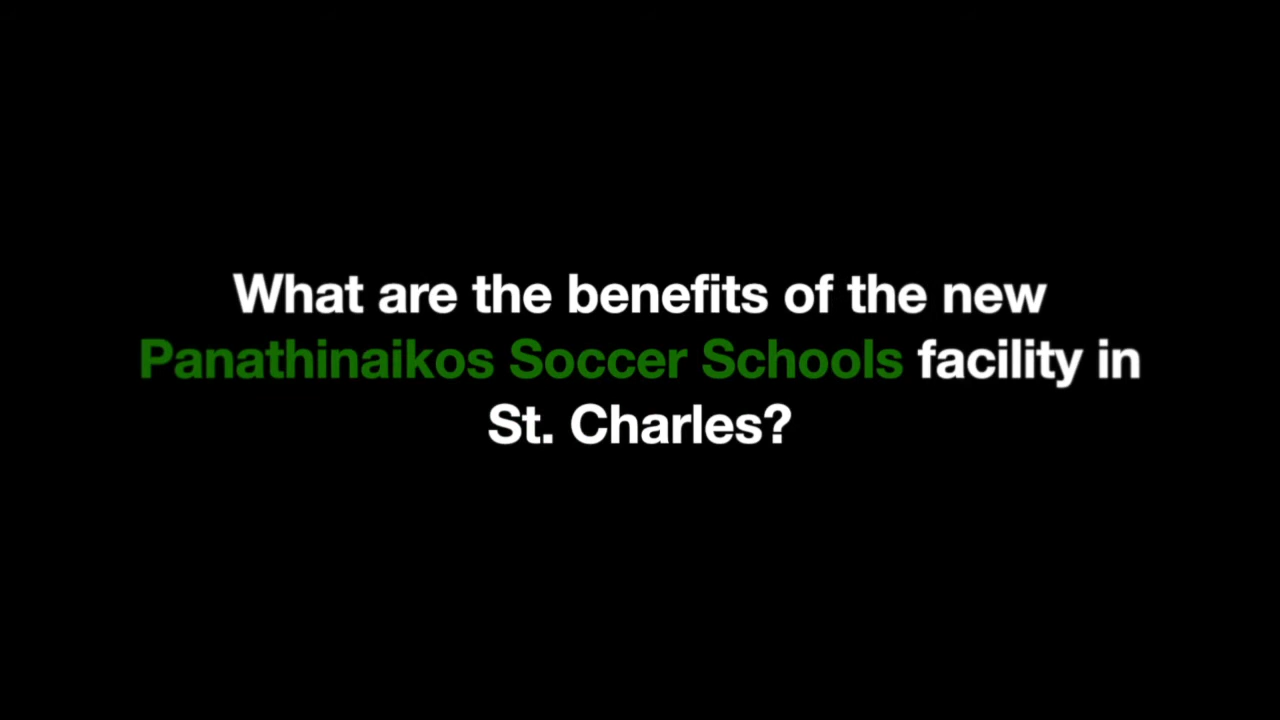 What are the benefits of the new
Panathinaikos Soccer Schools facility in
St. Charles?